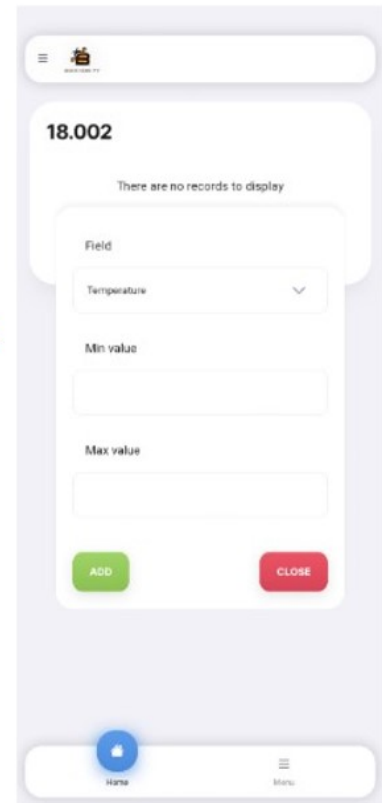 18.002
There are no records to display
Field
Temperature
Min value
Max value
ADD CLOSE
Home Menu